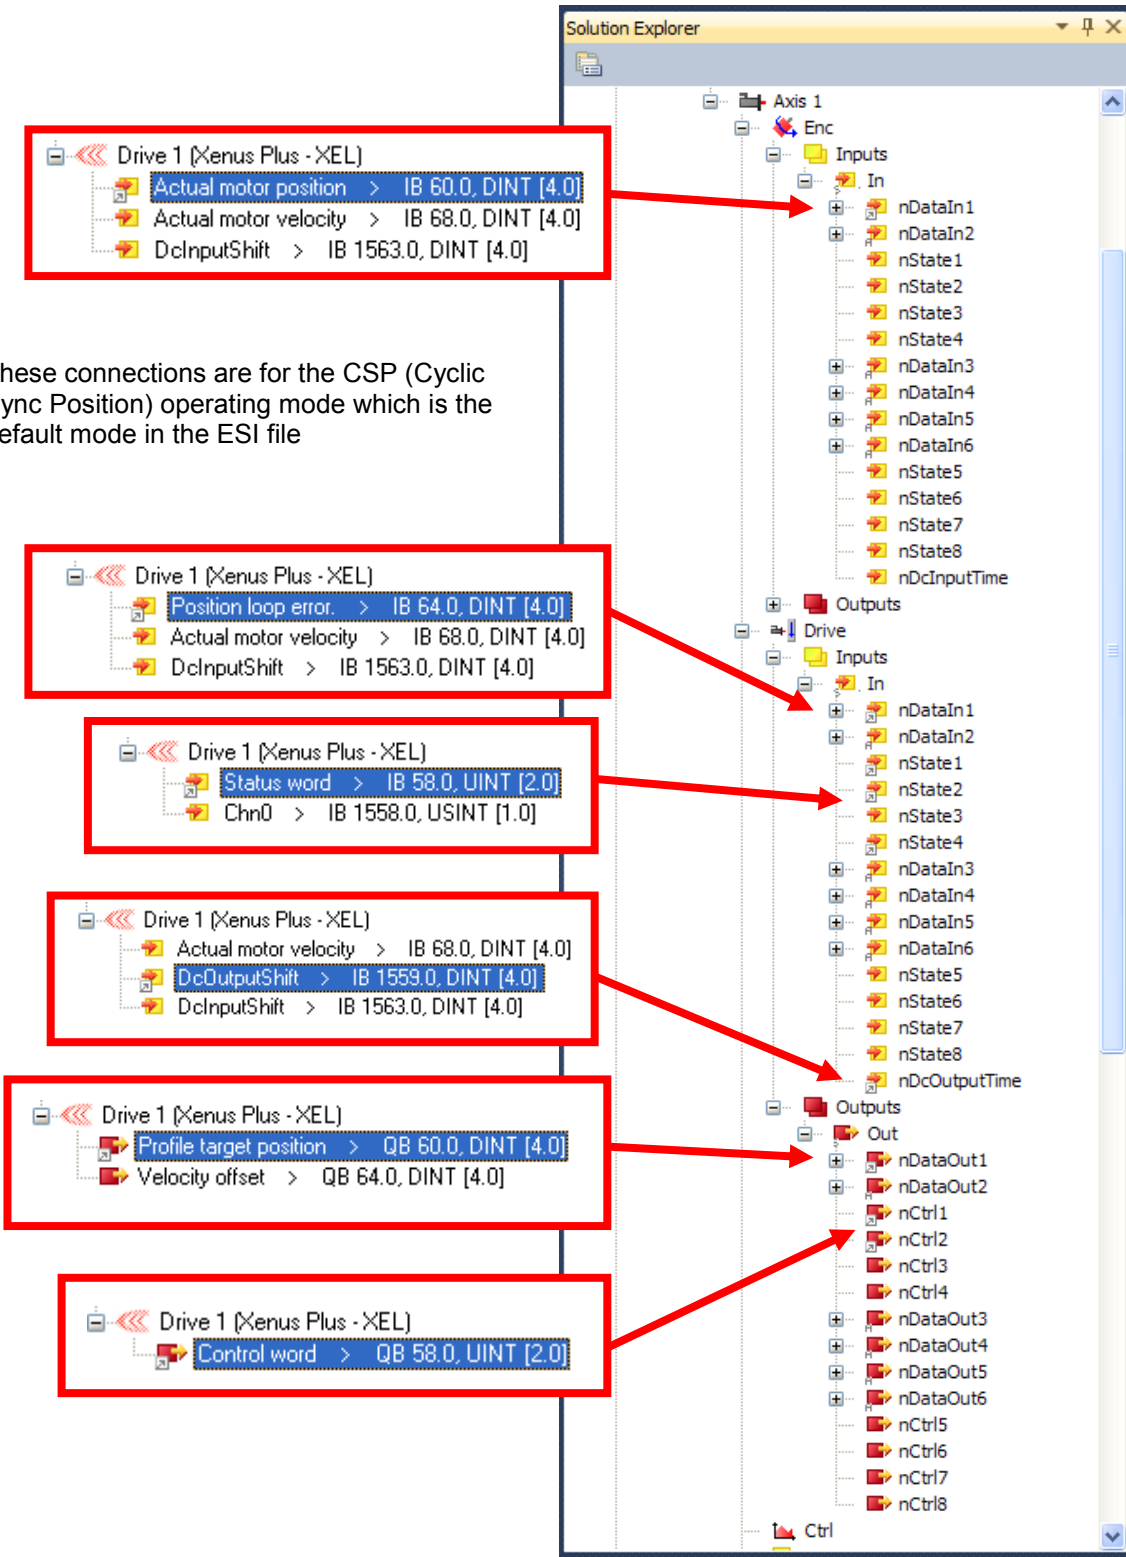 Solution Explorer
Axis 1
Enc
Inputs
In
nDataIn1
nDataIn2
nState1
nState2
nState3
nState4
nDataIn3
nDataIn4
nDataIn5
nDataIn6
nState5
nState6
nState7
nState8
nDcInputTime
Outputs
Drive
Inputs
In
nDataIn1
nDataIn2
nState1
nState2
nState3
nState4
nDataIn3
nDataIn4
nDataIn5
nDataIn6
nState5
nState6
nState7
nState8
nDcOutputTime
Outputs
Out
nDataOut1
nDataOut2
nCtrl1
nCtrl2
nCtrl3
nCtrl4
nDataOut3
nDataOut4
nDataOut5
nDataOut6
nCtrl5
nCtrl6
nCtrl7
nCtrl8
Ctrl
Drive 1 (Xenus Plus - XEL)
Actual motor position > IB 60.0, DINT [4.0]
Actual motor velocity > IB 68.0, DINT [4.0]
DcInputShift > IB 1563.0, DINT [4.0]
hese connections are for the CSP (Cyclic
ync Position) operating mode which is the
efault mode in the ESI file
Drive 1 (Xenus Plus - XEL)
Position loop error. > IB 64.0, DINT [4.0]
Actual motor velocity > IB 68.0, DINT [4.0]
DcInputShift > IB 1563.0, DINT [4.0]
Drive 1 (Xenus Plus - XEL)
Status word > IB 58.0, UINT [2.0]
Chn0 > IB 1558.0, USINT [1.0]
Drive 1 (Xenus Plus - XEL)
Actual motor velocity > IB 68.0, DINT [4.0]
DcOutputShift > IB 1559.0, DINT [4.0]
DcInputShift > IB 1563.0, DINT [4.0]
Drive 1 (Xenus Plus - XEL)
Profile target position > QB 60.0, DINT [4.0]
Velocity offset > QB 64.0, DINT [4.0]
Drive 1 (Xenus Plus - XEL)
Control word > QB 58.0, UINT [2.0]